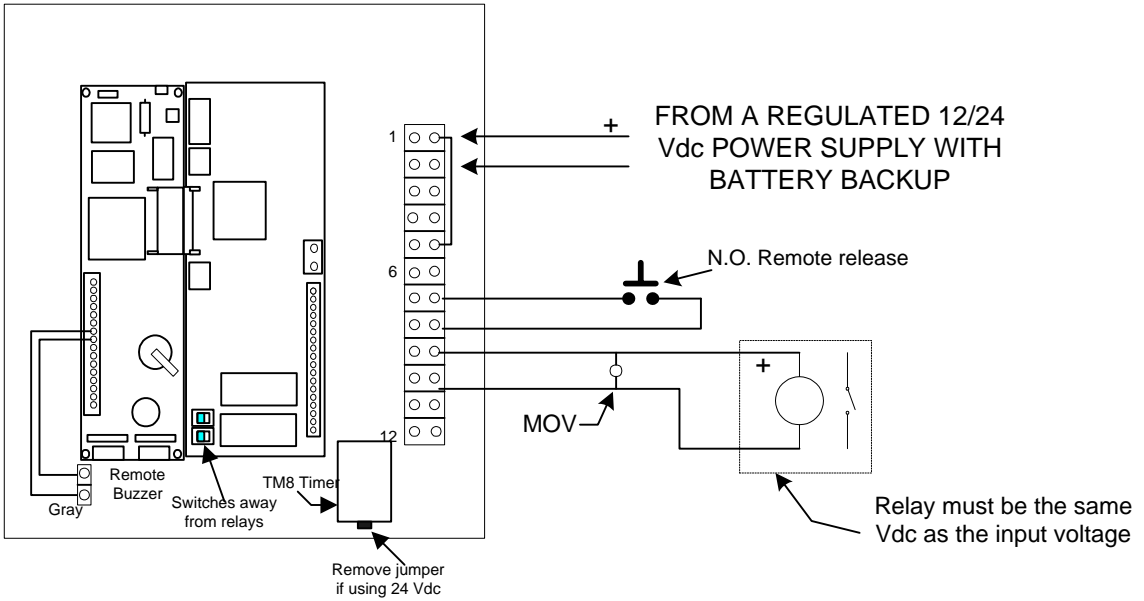 1
+
FROM A REGULATED 12/24
Vdc POWER SUPPLY WITH
BATTERY BACKUP
6
N.O. Remote release
+
MOV
12
Remote
Buzzer
Gray
Switches away
from relays
TM8 Timer
Relay must be the same
Vdc as the input voltage
Remove jumper
if using 24 Vdc